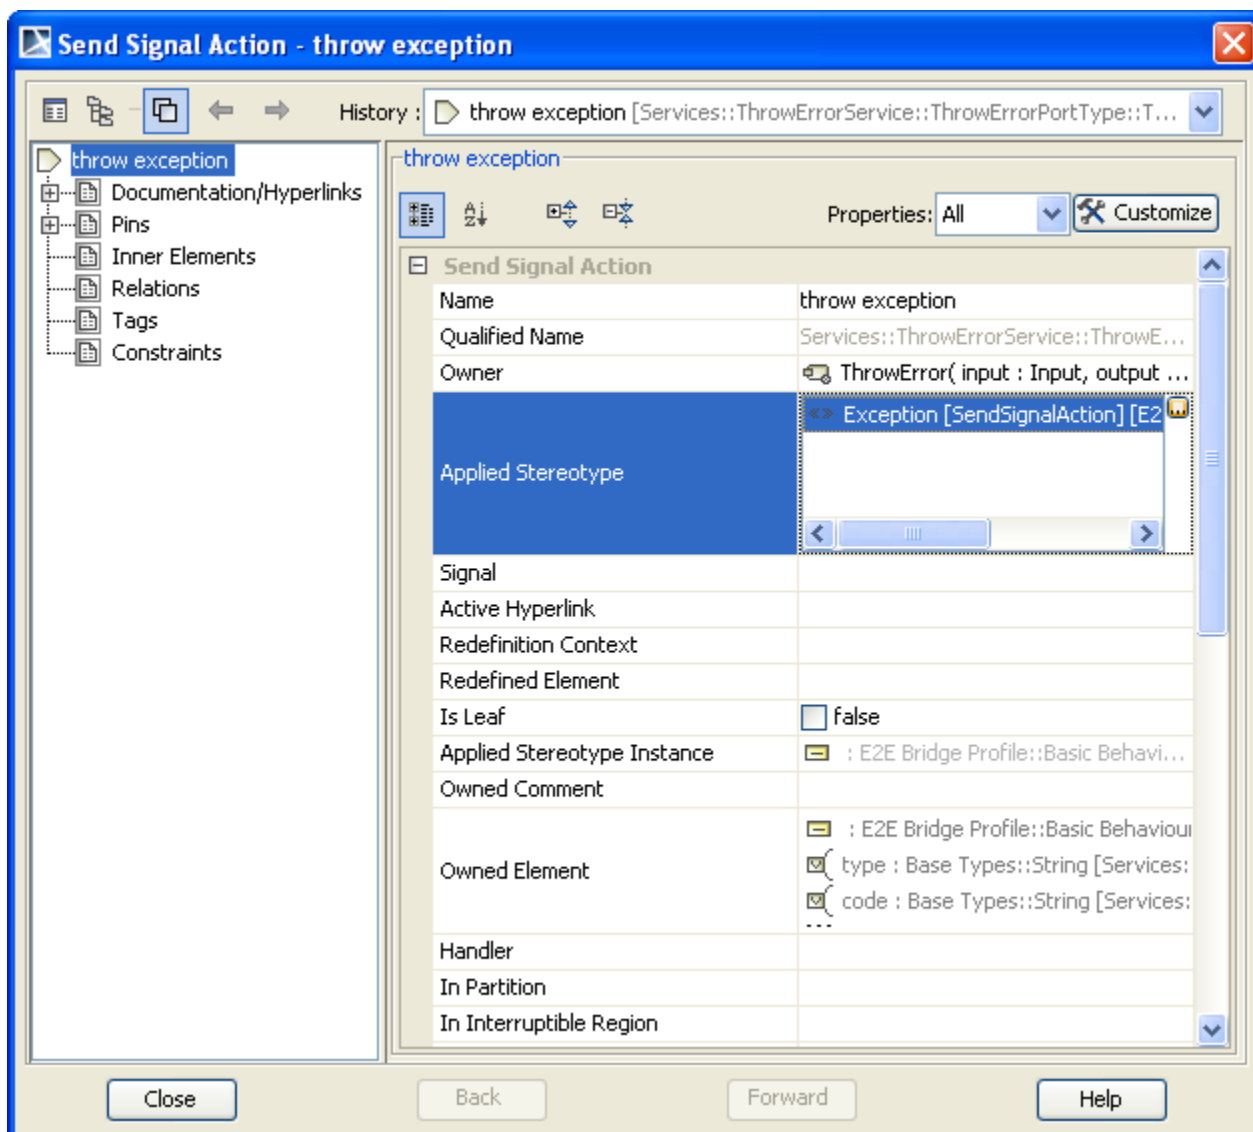 Send Signal Action - throw exception
History : throw exception [Services::ThrowErrorService::ThrowErrorPortType::T...
throw exception
Documentation/Hyperlinks
Pins
Inner Elements
Relations
Tags
Constraints
throw exception
Properties: All Customize
Send Signal Action
Name throw exception
Qualified Name Services::ThrowErrorService::ThrowE...
Owner ThrowError( input : Input, output ...
Applied Stereotype «» Exception [SendSignalAction] [E2
Signal
Active Hyperlink
Redefinition Context
Redefined Element
Is Leaf false
Applied Stereotype Instance : E2E Bridge Profile::Basic Behavi...
Owned Comment
Owned Element : E2E Bridge Profile::Basic Behaviour
type : Base Types::String [Services:
code : Base Types::String [Services:
...
Handler
In Partition
In Interruptible Region
Close Back Forward Help